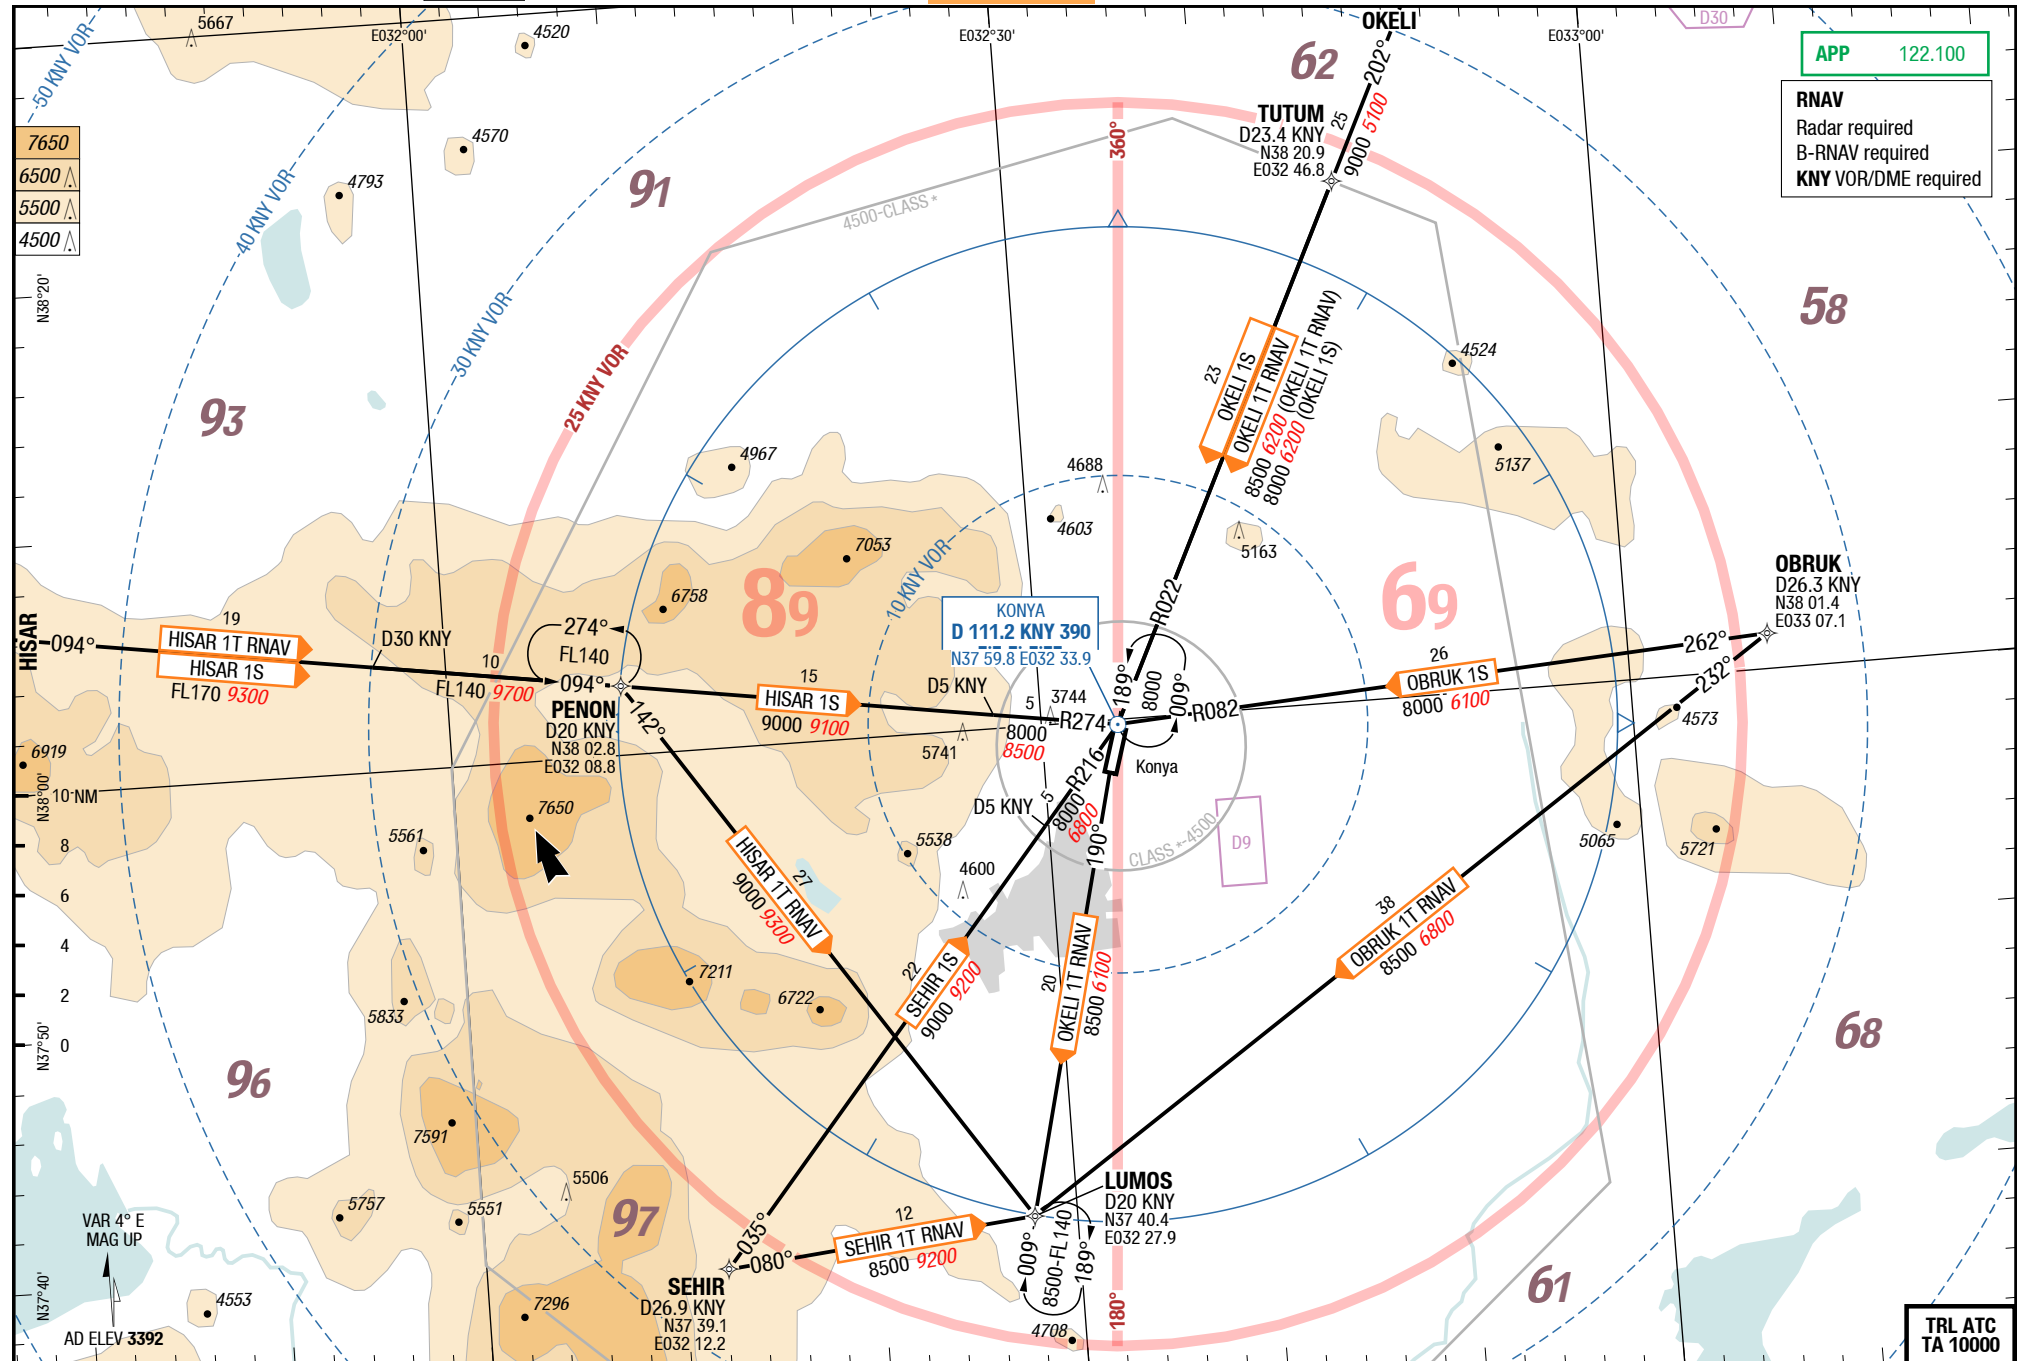 5667
4520
E032°00'
E032°30'
OKELI
E033°00'
D30
APP 122.100
RNAV
Radar required
B-RNAV required
KNY VOR/DME required
50 KNY VOR
62
202°
25
9000 5100
TUTUM
D23.4 KNY
N38 20.9
E032 46.8
360°
7650
6500
5500
4500
4570
4793
91
4500-CLASS *
40 KNY VOR
N38°20'
30 KNY VOR
58
25 KNY VOR
93
4524
23
OKELI 1S
OKELI 1T RNAV
8500 6200 (OKELI 1T RNAV)
8000 6200 (OKELI 1S)
4967
4688
4603
5137
5163
7053
6758
89
69
10 KNY VOR
KONYA
D 111.2 KNY 390
N37 59.8 E032 33.9
R022
OBRUK
D26.3 KNY
N38 01.4
E033 07.1
HISAR
094°
19
HISAR 1T RNAV
HISAR 1S
FL170 9300
D30 KNY
10
FL140 9700
274°
FL140
094°
PENON
D20 KNY
N38 02.8
E032 08.8
142°
15
HISAR 1S
9000 9100
D5 KNY
5
3744
8000
8500
R274
5741
189°
8000
009°
R082
26
OBRUK 1S
8000 6100
262°
232°
4573
6919
N38°00'
10 NM
8
6
4
2
0
7650
5561
5538
4600
D5 KNY
5
R216
8000
6800
190°
Konya
CLASS *-4500
D9
5065
5721
27
HISAR 1T RNAV
9000 9300
38
OBRUK 1T RNAV
8500 6800
7211
6722
5833
22
SEHIR 1S
9000 9200
20
OKELI 1T RNAV
8500 6100
N37°50'
96
68
7591
5506
5757
5551
97
VAR 4° E
MAG UP
LUMOS
D20 KNY
N37 40.4
E032 27.9
12
SEHIR 1T RNAV
8500 9200
035°
080°
SEHIR
D26.9 KNY
N37 39.1
E032 12.2
009°
8500-FL140
189°
180°
61
N37°40'
4553
7296
4708
AD ELEV 3392
TRL ATC
TA 10000